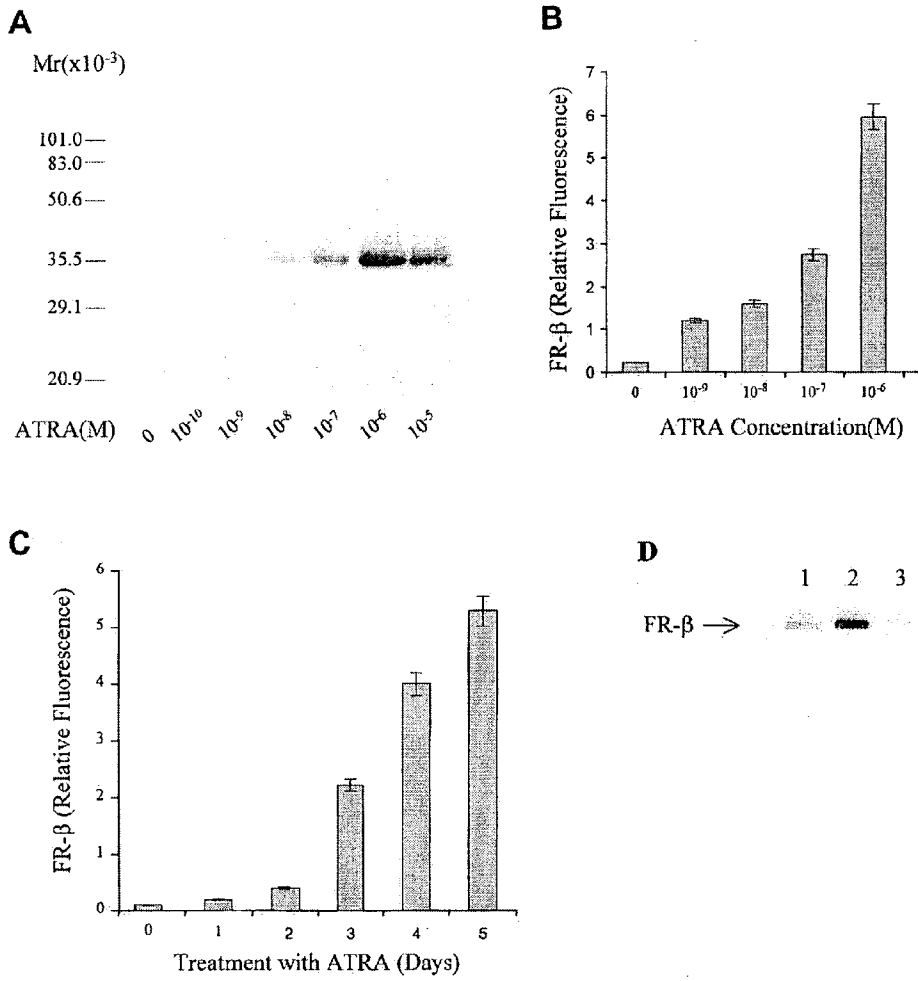 A
Mr(x10⁻³)
101.0
83.0
50.6
35.5
29.1
20.9
ATRA(M) 0 10⁻¹⁰ 10⁻⁹ 10⁻⁸ 10⁻⁷ 10⁻⁶ 10⁻⁵
B
FR-β (Relative Fluorescence)
7
6
5
4
3
2
1
0
0 10⁻⁹ 10⁻⁸ 10⁻⁷ 10⁻⁶
ATRA Concentration(M)
C
FR-β (Relative Fluorescence)
6
5
4
3
2
1
0
0 1 2 3 4 5
Treatment with ATRA (Days)
D
1 2 3
FR-β